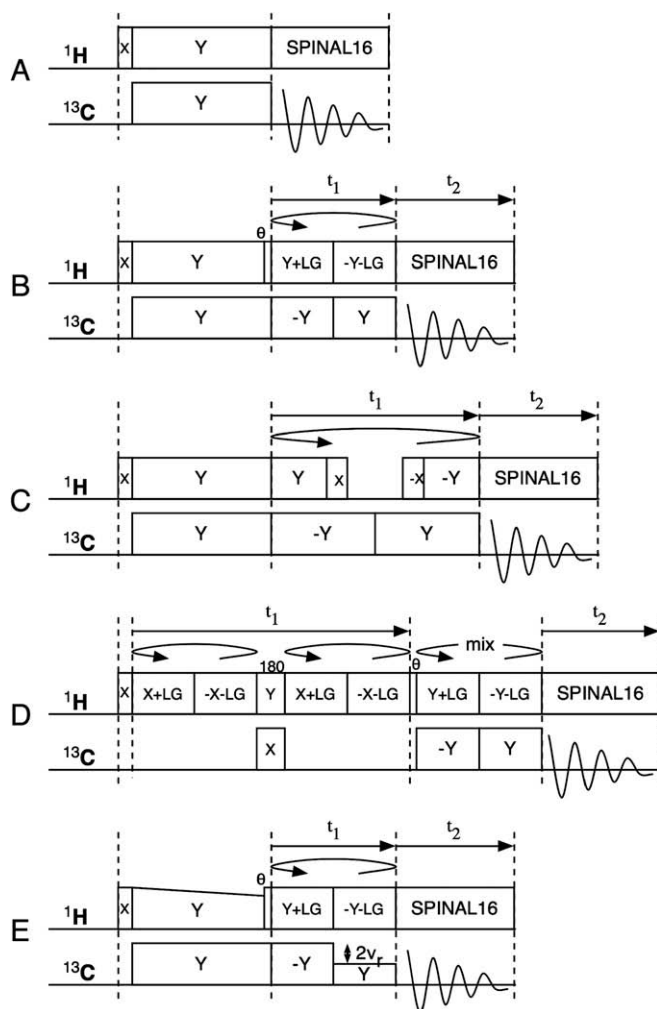 A
¹H X Y SPINAL16
¹³C Y
B
t₁ t₂
θ
¹H X Y Y+LG -Y-LG SPINAL16
¹³C Y -Y Y
C
t₁ t₂
¹H X Y Y X -X -Y SPINAL16
¹³C Y -Y Y
D
t₁ mix t₂
180 θ
¹H X X+LG -X-LG Y X+LG -X-LG Y+LG -Y-LG SPINAL16
¹³C X -Y Y
E
t₁ t₂
θ
¹H X Y Y+LG -Y-LG SPINAL16
¹³C Y -Y 2vᵣ Y